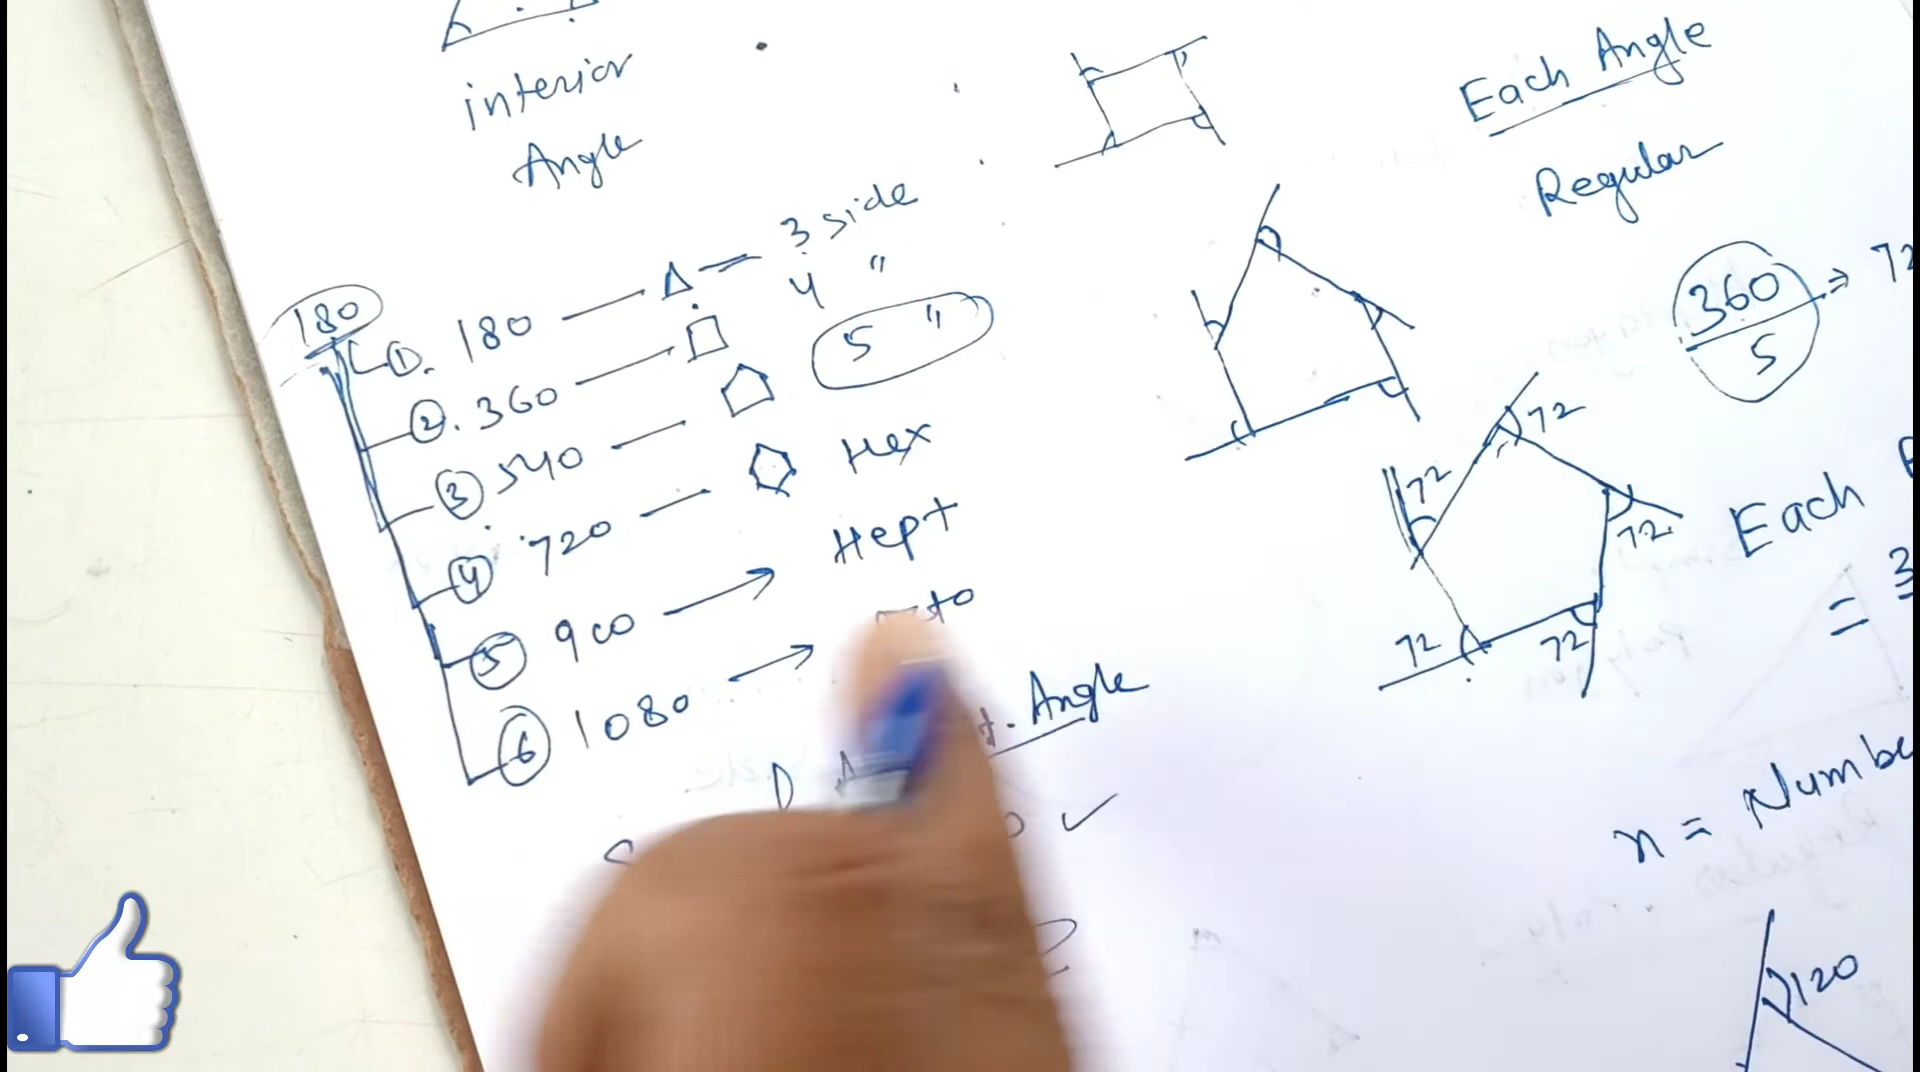 interior
Angle
180
1. 180 — △ = 3 side
2. 360 — 4 "
3 540 — 5 "
4 720 — Hex
5 900 → Hept
6 1080 →
Angle
Each Angle
Regular
360
5
⇒ 72
72
72
72
72
72
Each
= 3
n = Numbe
120